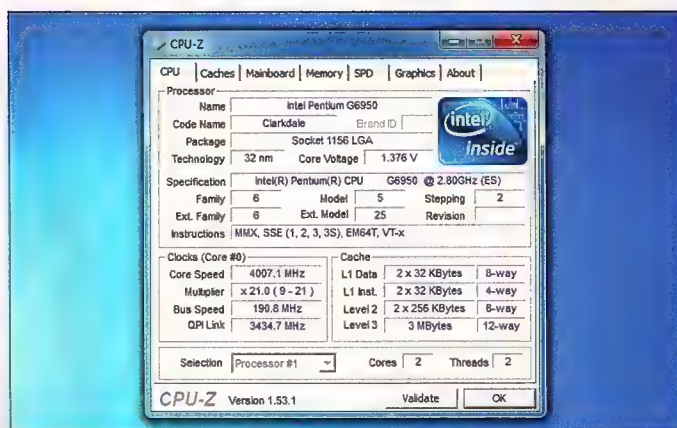 CPU-Z
CPU Caches Mainboard Memory SPD Graphics About
Processor
Name Intel Pentium G6950
Code Name Clarkdale Brand ID
Package Socket 1156 LGA
Technology 32 nm Core Voltage 1.376 V
intel inside
Specification Intel(R) Pentium(R) CPU G6950 @ 2.80GHz (ES)
Family 6 Model 5 Stepping 2
Ext. Family 6 Ext. Model 25 Revision
Instructions MMX, SSE (1, 2, 3, 3S), EM64T, VT-x
Clocks (Core #0)
Core Speed 4007.1 MHz
Multiplier x 21.0 ( 9 - 21 )
Bus Speed 190.8 MHz
QPI Link 3434.7 MHz
Cache
L1 Data 2 x 32 KBytes 8-way
L1 Inst. 2 x 32 KBytes 4-way
Level 2 2 x 256 KBytes 8-way
Level 3 3 MBytes 12-way
Selection Processor #1 Cores 2 Threads 2
CPU-Z Version 1.53.1 Validate OK